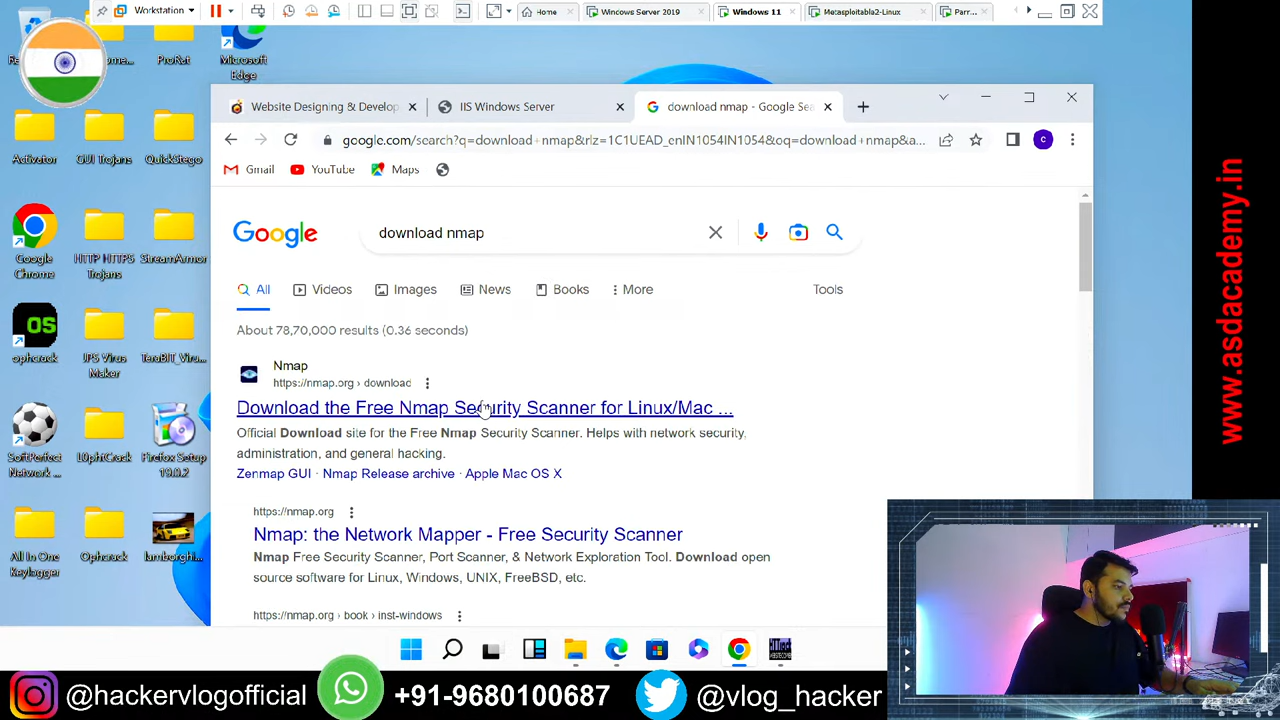 Workstation
Home
Windows Server 2019
Windows 11
Metasploitable2-Linux
Parr...
ProRat
Microsoft
Edge
Website Designing & Develop
IIS Windows Server
download nmap - Google Sea
google.com/search?q=download+nmap&rlz=1C1UEAD_enIN1054IN1054&oq=download+nmap&a...
Gmail
YouTube
Maps
Activator
GUI Trojans
QuickStego
Google
Chrome
HTTP HTTPS
Trojans
StreamArmor
OS
ophcrack
JPS Virus
Maker
TeraBIT_Viru...
SoftPerfect
Network ...
L0phtCrack
Firefox Setup
19.0.2
All In One
Keylogger
Ophcrack
lamborghi...
Google
download nmap
All
Videos
Images
News
Books
More
Tools
About 78,70,000 results (0.36 seconds)
Nmap
https://nmap.org › download
Download the Free Nmap Security Scanner for Linux/Mac ...
Official Download site for the Free Nmap Security Scanner. Helps with network security,
administration, and general hacking.
Zenmap GUI · Nmap Release archive · Apple Mac OS X
https://nmap.org
Nmap: the Network Mapper - Free Security Scanner
Nmap Free Security Scanner, Port Scanner, & Network Exploration Tool. Download open
source software for Linux, Windows, UNIX, FreeBSD, etc.
https://nmap.org › book › inst-windows
www.asdacademy.in
@hackervlogofficial
+91-9680100687
@vlog_hacker